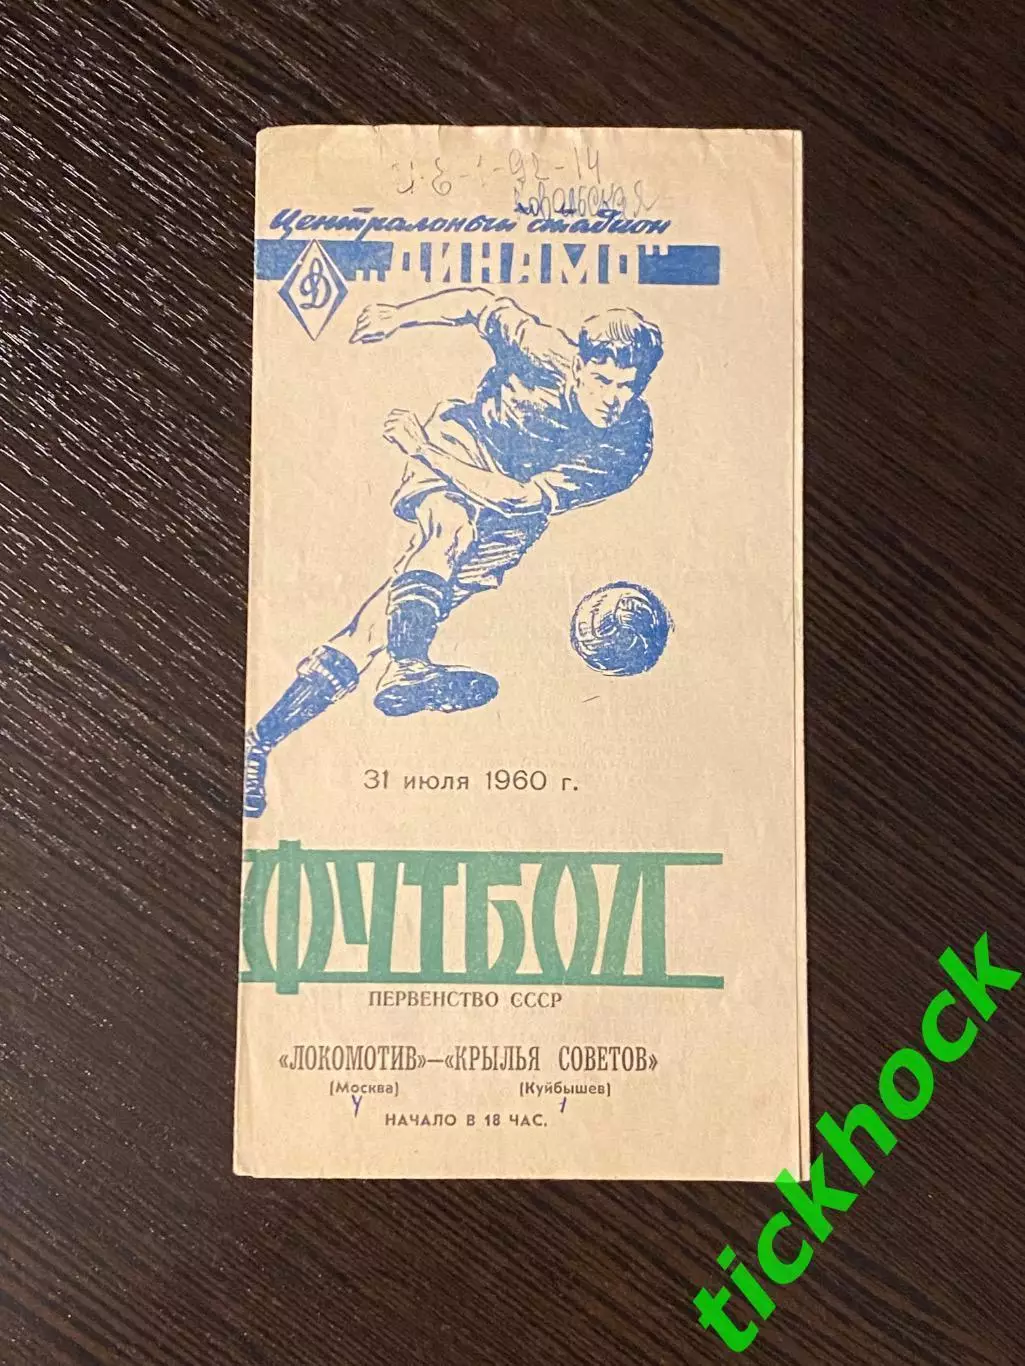 Ковальская
Центральный стадион
„ДИНАМО"
Д
31 июля 1960 г.
ФУТБОЛ
ПЕРВЕНСТВО СССР
«ЛОКОМОТИВ»—«КРЫЛЬЯ СОВЕТОВ»
(Москва) (Куйбышев)
4 1
НАЧАЛО В 18 ЧАС.
tickhock